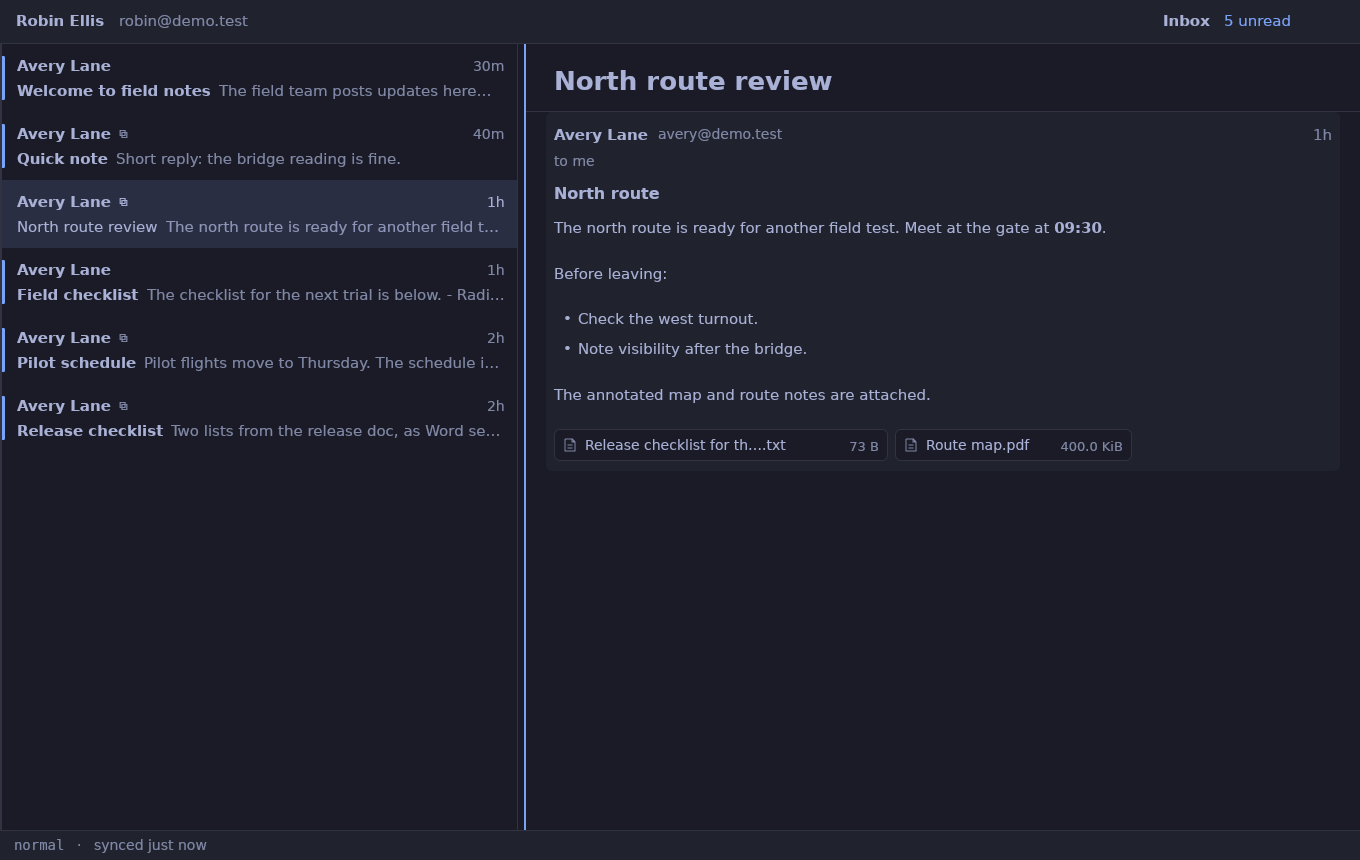 Robin Ellis robin@demo.test Inbox 5 unread
Avery Lane 30m
Welcome to field notes The field team posts updates here…
Avery Lane 40m
Quick note Short reply: the bridge reading is fine.
Avery Lane 1h
North route review The north route is ready for another field t…
Avery Lane 1h
Field checklist The checklist for the next trial is below. - Radi…
Avery Lane 2h
Pilot schedule Pilot flights move to Thursday. The schedule i…
Avery Lane 2h
Release checklist Two lists from the release doc, as Word se…
North route review
Avery Lane avery@demo.test 1h
to me
North route
The north route is ready for another field test. Meet at the gate at 09:30.
Before leaving:
• Check the west turnout.
• Note visibility after the bridge.
The annotated map and route notes are attached.
Release checklist for th….txt 73 B Route map.pdf 400.0 KiB
normal · synced just now